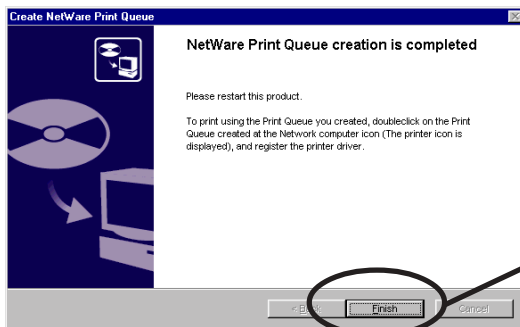 Create NetWare Print Queue
NetWare Print Queue creation is completed
Please restart this product.
To print using the Print Queue you created, doubleclick on the Print
Queue created at the Network computer icon (The printer icon is
displayed), and register the printer driver.
Finish
Cancel